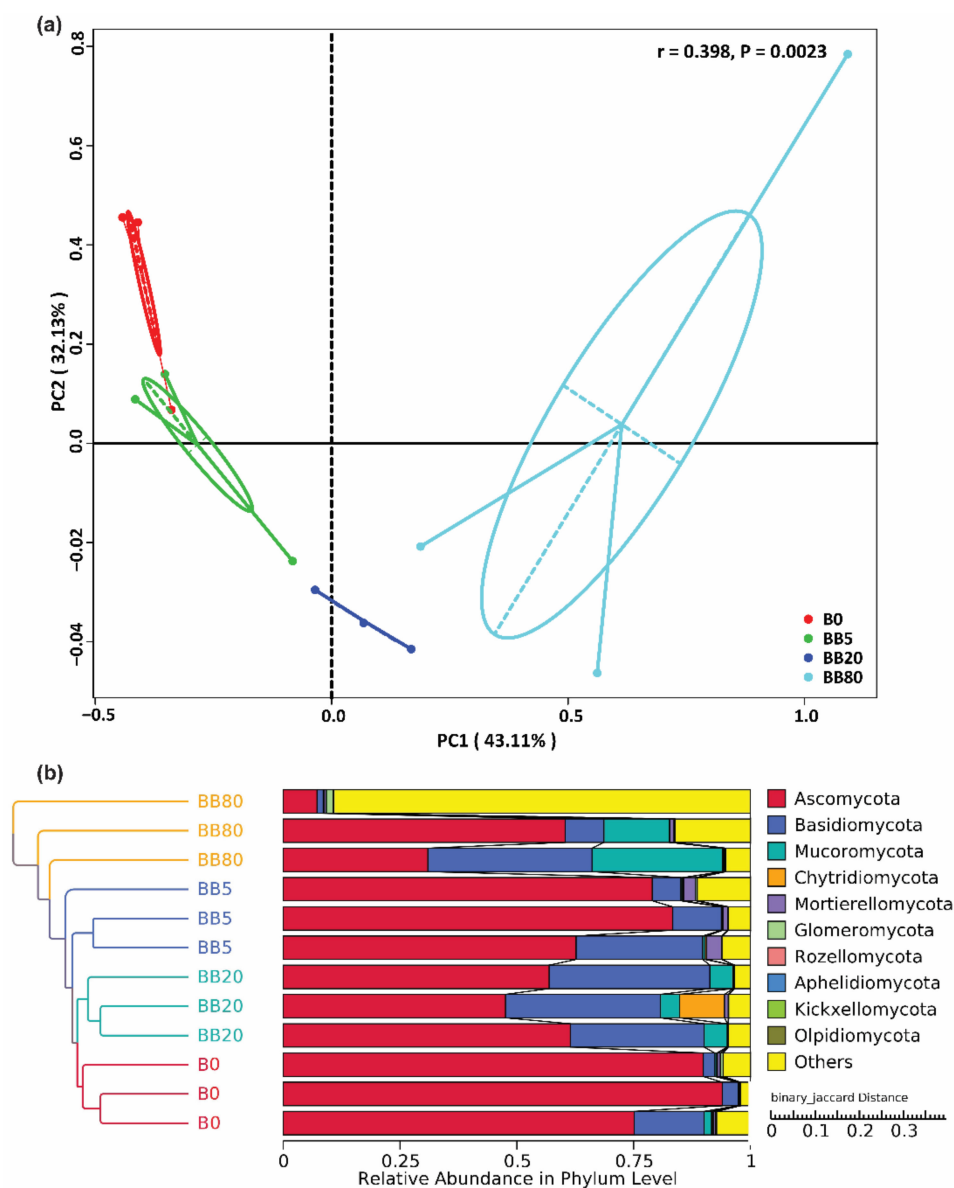 (a)
r = 0.398, P = 0.0023
0.8
0.6
0.4
0.2
0.0
−0.02
−0.04
PC2 ( 32.13% )
B0
BB5
BB20
BB80
−0.5
0.0
0.5
1.0
PC1 ( 43.11% )
(b)
BB80
BB80
BB80
BB5
BB5
BB5
BB20
BB20
BB20
B0
B0
B0
Ascomycota
Basidiomycota
Mucoromycota
Chytridiomycota
Mortierellomycota
Glomeromycota
Rozellomycota
Aphelidiomycota
Kickxellomycota
Olpidiomycota
Others
binary_jaccard Distance
0 0.1 0.2 0.3
0 0.25 0.5 0.75 1
Relative Abundance in Phylum Level